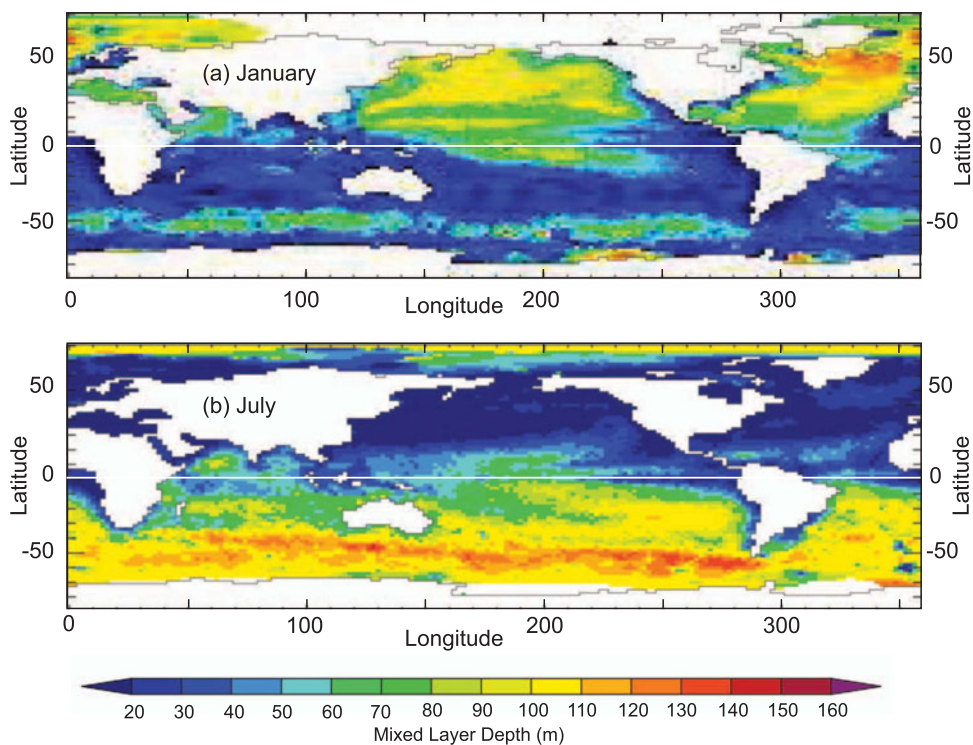 (a) January
50
0
-50
Latitude
50
0
-50
Latitude
0 100 200 300
Longitude
(b) July
50
0
-50
Latitude
50
0
-50
Latitude
0 100 100 300
Longitude
20 30 40 50 60 70 80 90 100 110 120 130 140 150 160
Mixed Layer Depth (m)